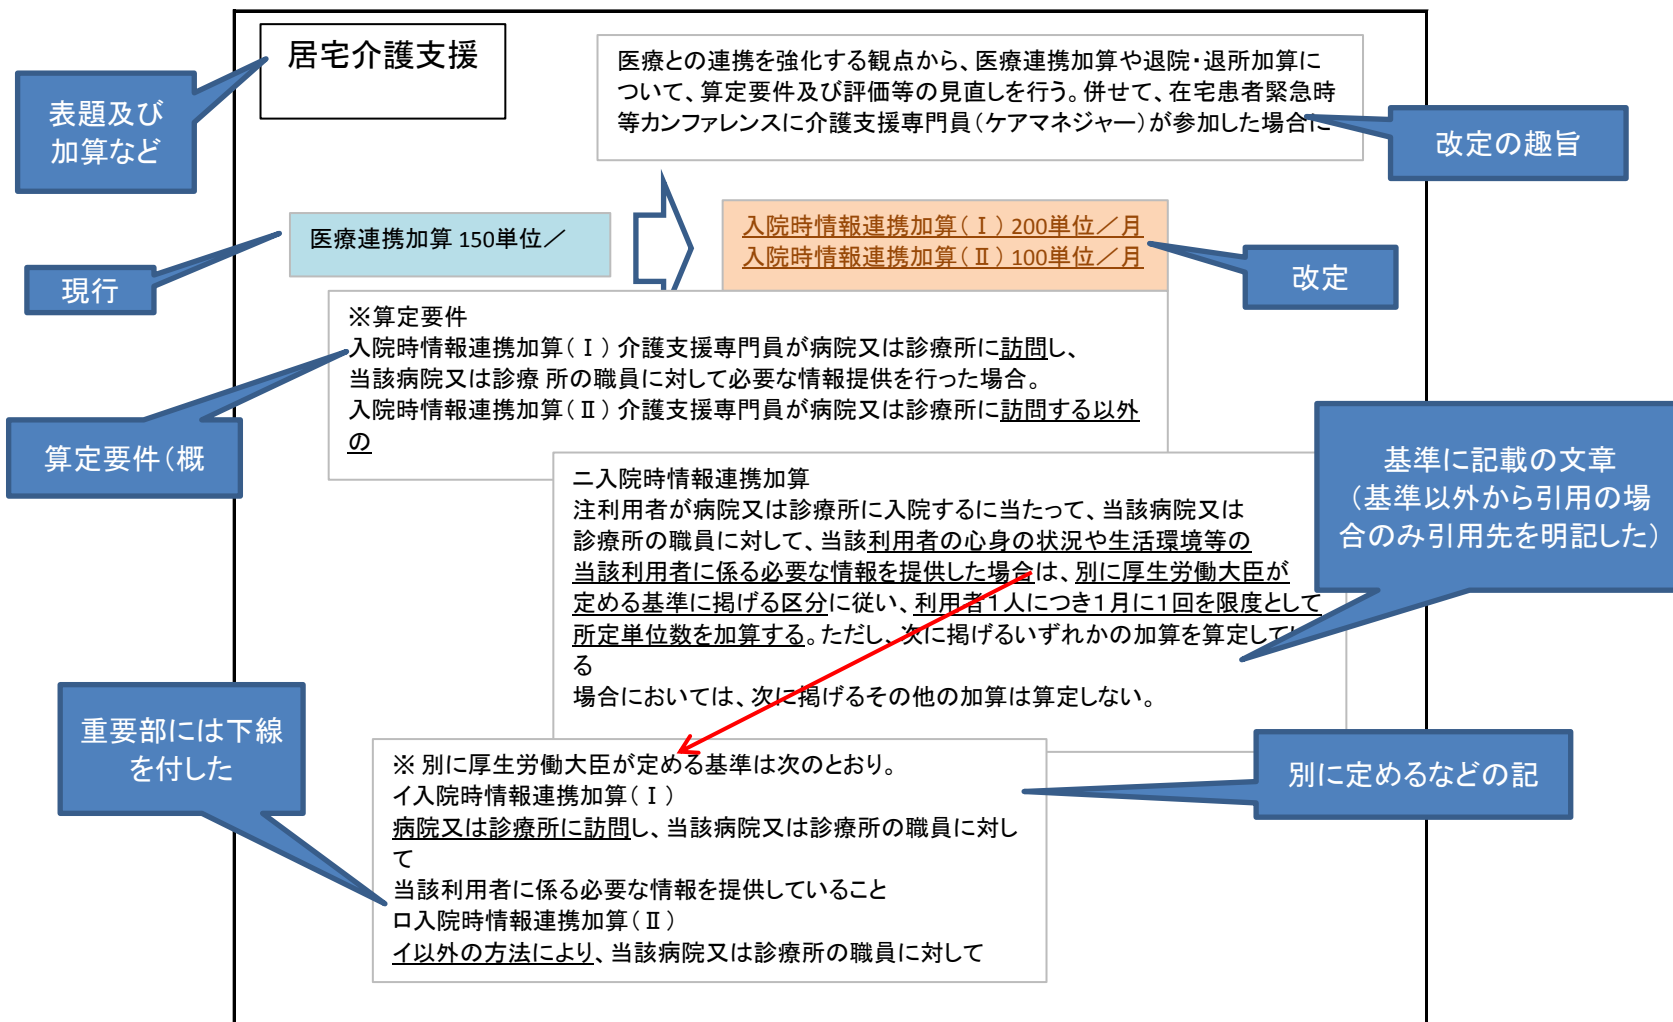 居宅介護支援
医療との連携を強化する観点から、医療連携加算や退院・退所加算に
ついて、算定要件及び評価等の見直しを行う。併せて、在宅患者緊急時
等カンファレンスに介護支援専門員（ケアマネジャー）が参加した場合に
表題及び
加算など
改定の趣旨
医療連携加算 150単位／
入院時情報連携加算（Ⅰ）200単位／月
入院時情報連携加算（Ⅱ）100単位／月
現行
改定
※算定要件
入院時情報連携加算（Ⅰ）介護支援専門員が病院又は診療所に訪問し、
当該病院又は診療 所の職員に対して必要な情報提供を行った場合。
入院時情報連携加算（Ⅱ）介護支援専門員が病院又は診療所に訪問する以外
の
算定要件（概
基準に記載の文章
（基準以外から引用の場
合のみ引用先を明記した）
ニ入院時情報連携加算
注利用者が病院又は診療所に入院するに当たって、当該病院又は
診療所の職員に対して、当該利用者の心身の状況や生活環境等の
当該利用者に係る必要な情報を提供した場合は、別に厚生労働大臣が
定める基準に掲げる区分に従い、利用者１人につき１月に１回を限度として
所定単位数を加算する。ただし、次に掲げるいずれかの加算を算定してい
る
場合においては、次に掲げるその他の加算は算定しない。
重要部には下線
を付した
※ 別に厚生労働大臣が定める基準は次のとおり。
イ入院時情報連携加算（Ⅰ）
病院又は診療所に訪問し、当該病院又は診療所の職員に対し
て
当該利用者に係る必要な情報を提供していること
ロ入院時情報連携加算（Ⅱ）
イ以外の方法により、当該病院又は診療所の職員に対して
別に定めるなどの記